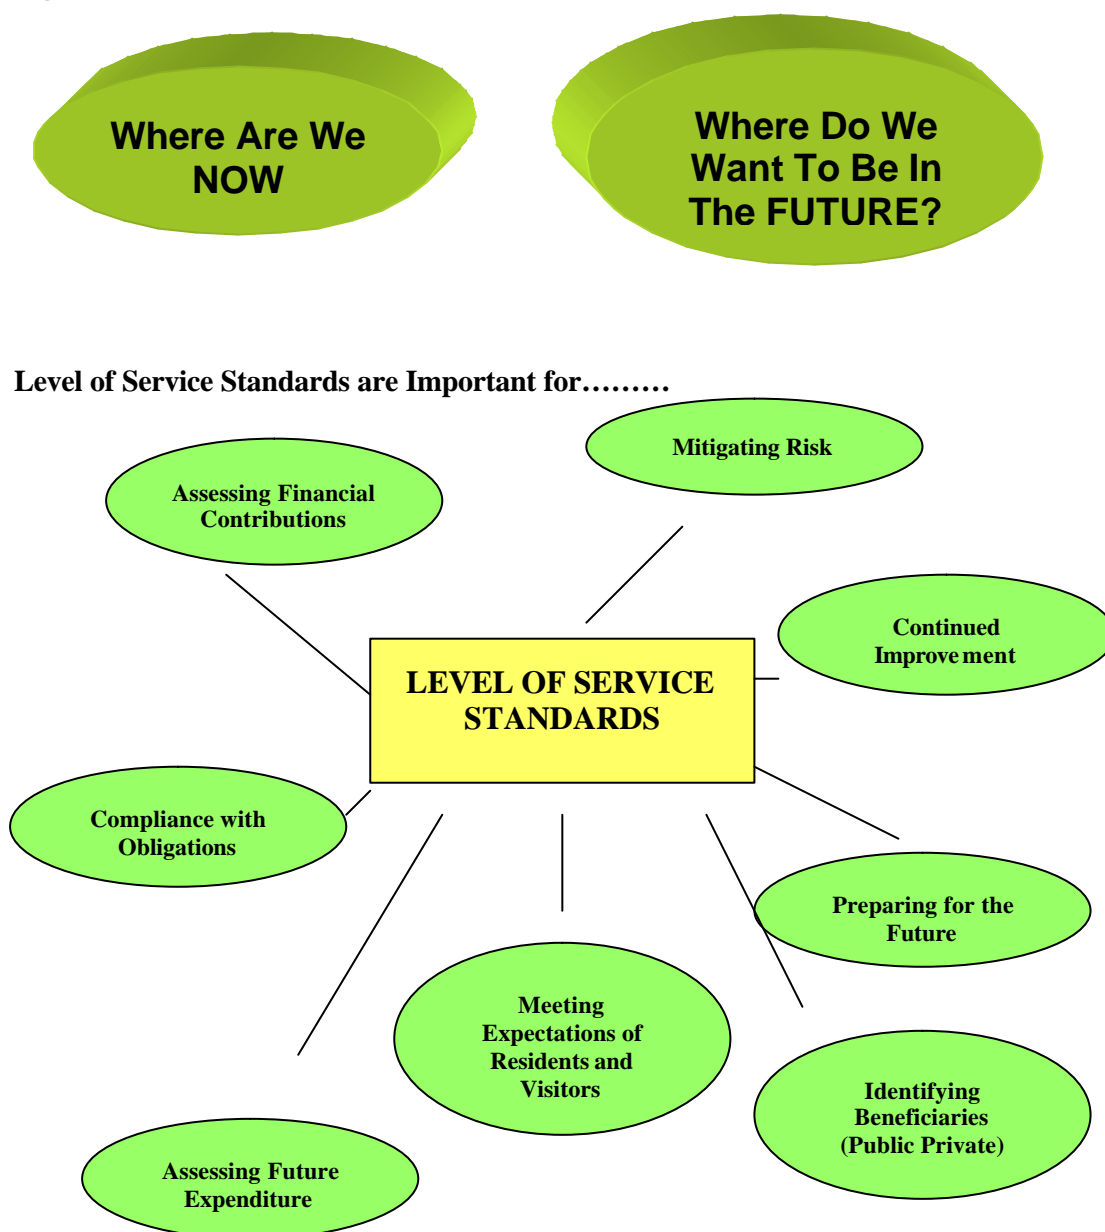 Where Are We
NOW
Where Do We
Want To Be In
The FUTURE?
Level of Service Standards are Important for………
Mitigating Risk
Assessing Financial
Contributions
Continued
Improvement
LEVEL OF SERVICE
STANDARDS
Compliance with
Obligations
Preparing for the
Future
Meeting
Expectations of
Residents and
Visitors
Identifying
Beneficiaries
(Public Private)
Assessing Future
Expenditure